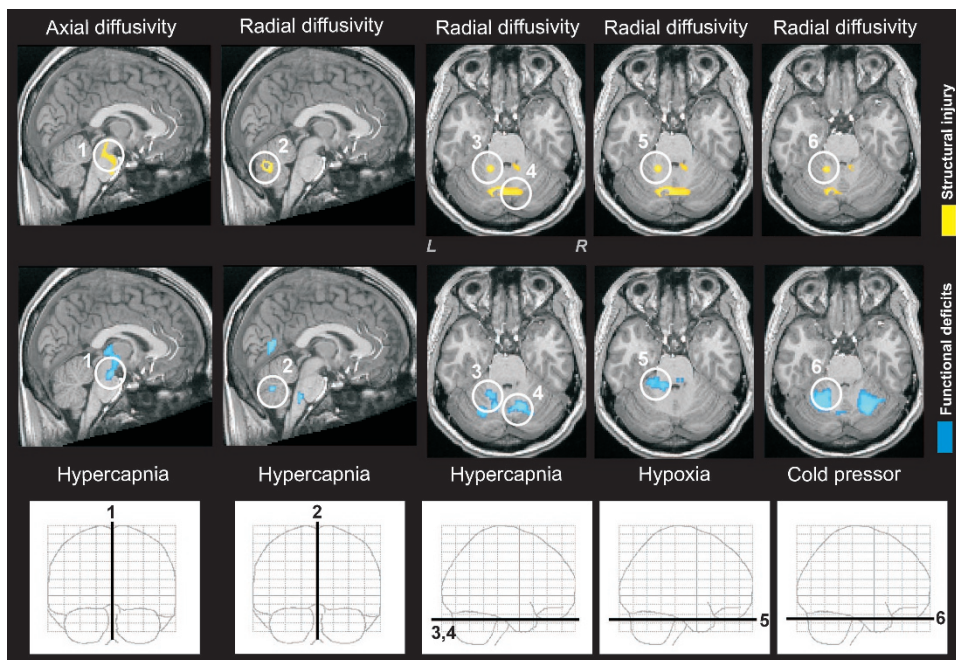 Axial diffusivity
Radial diffusivity
Radial diffusivity
Radial diffusivity
Radial diffusivity
1
2
3
4
5
6
Structural injury
L
R
1
2
3
4
5
6
Functional deficits
Hypercapnia
Hypercapnia
Hypercapnia
Hypoxia
Cold pressor
1
2
3,4
5
6